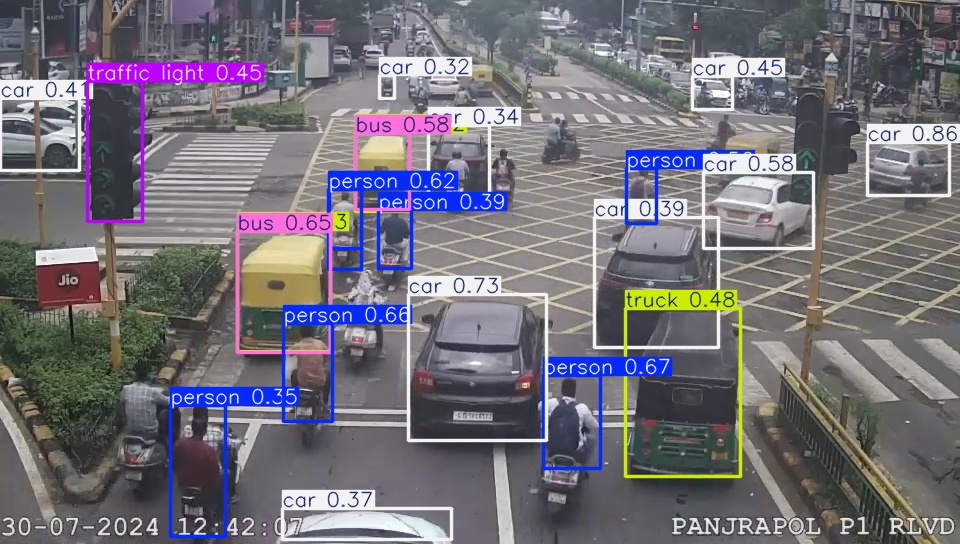 traffic light 0.45
car 0.32
car 0.45
car 0.41
bus 0.58
r 0.34
car 0.86
person
car 0.58
person 0.62
person 0.39
car 0.39
bus 0.65
3
car 0.73
truck 0.48
Jio
person 0.66
person 0.67
person 0.35
car 0.37
30-07-2024 12:42:07
PANJRAPOL P1 RLVD